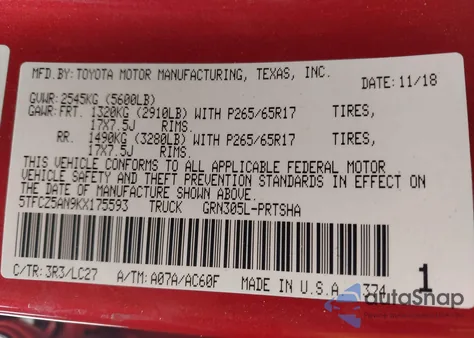 MFD.BY:TOYOTA MOTOR MANUFACTURING, TEXAS, INC.
DATE:11/18
GVWR:2545KG (5600LB)
GAWR:FRT. 1320KG (2910LB) WITH P265/65R17 TIRES,
17X7.5J RIMS.
RR. 1490KG (3280LB) WITH P265/65R17 TIRES,
17X7.5J RIMS.
THIS VEHICLE CONFORMS TO ALL APPLICABLE FEDERAL MOTOR
VEHICLE SAFETY AND THEFT PREVENTION STANDARDS IN EFFECT ON
THE DATE OF MANUFACTURE SHOWN ABOVE.
5TFCZ5AN9KX175593 TRUCK GRN305L-PRTSHA
C/TR:3R3/LC27 A/TM:A07A/AC60F MADE IN U.S.A. 374 1
autoSnap